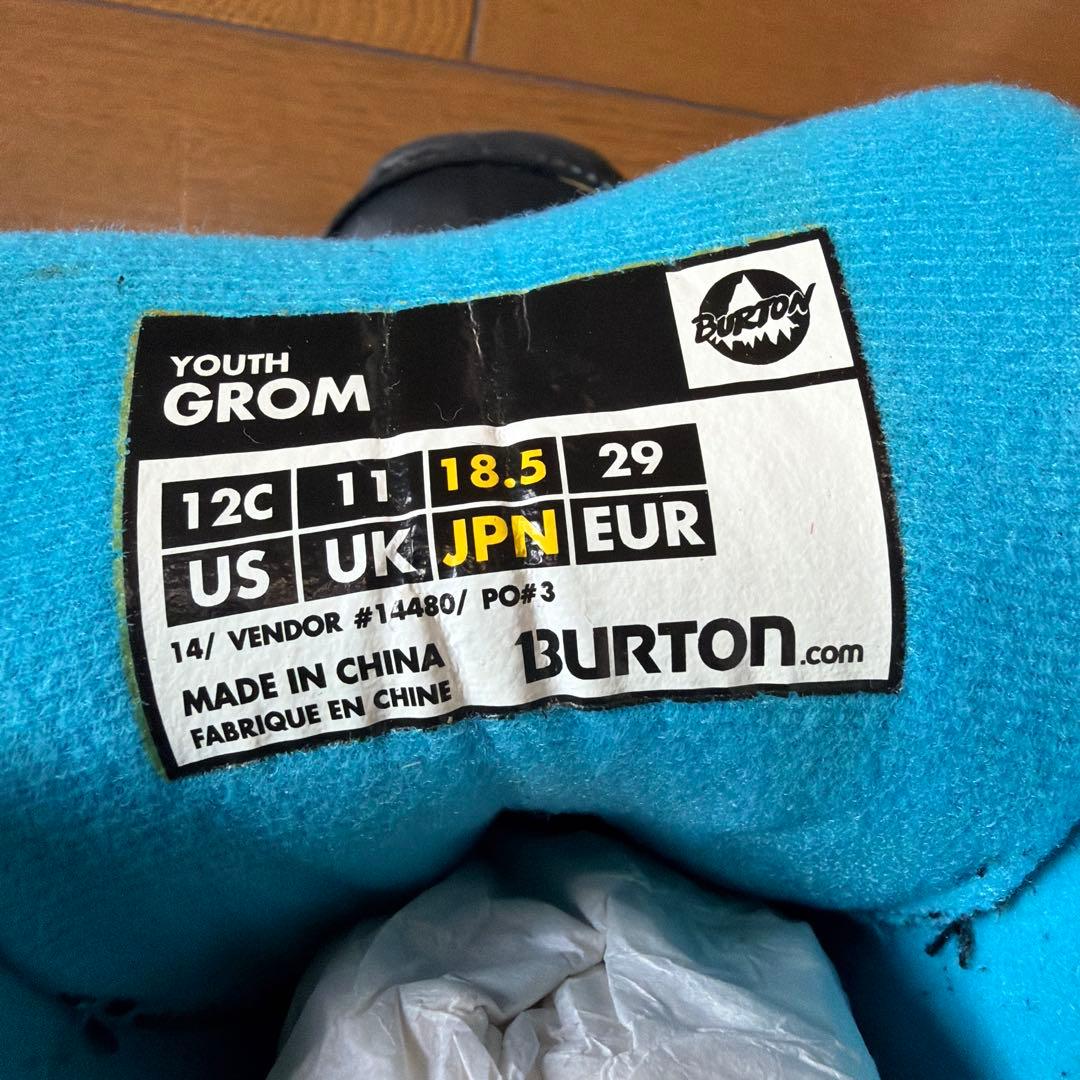 YOUTH
GROM
BURTON
12C 11 18.5 29
US UK JPN EUR
14/ VENDOR #14480/ PO#3
MADE IN CHINA
FABRIQUE EN CHINE
BURTON.com